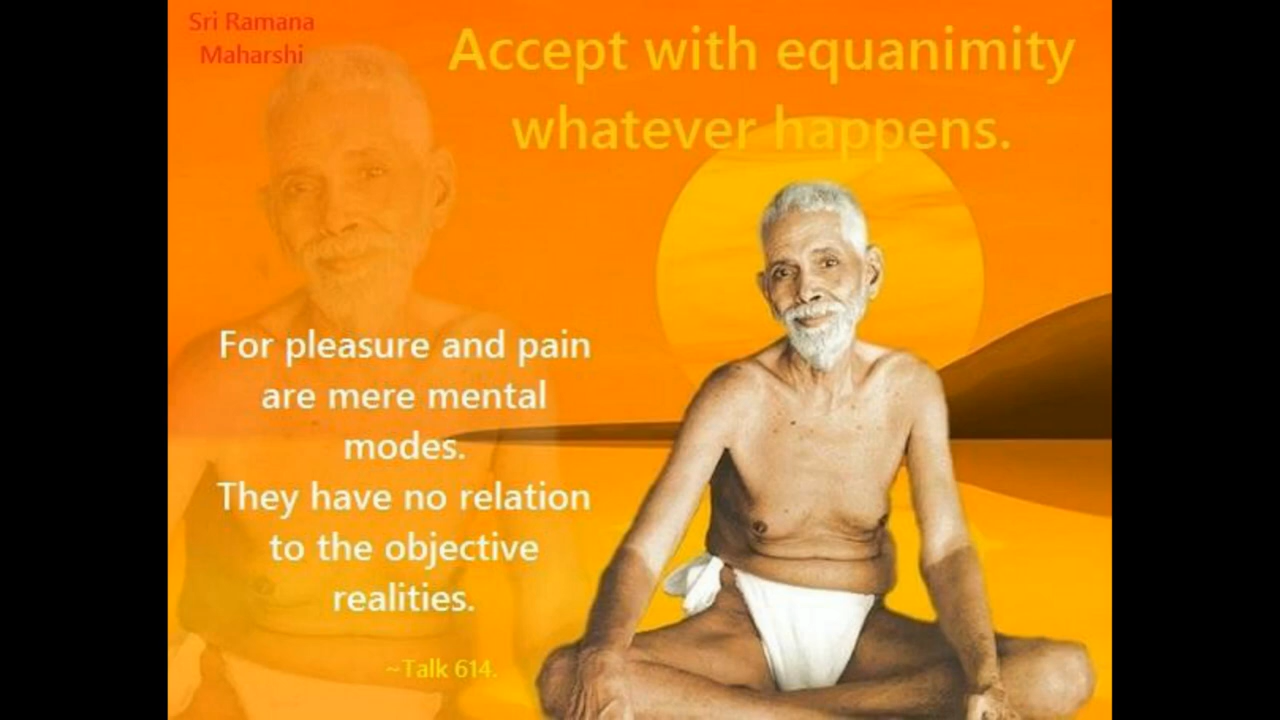 Sri Ramana
Maharshi
Accept with equanimity
whatever happens.
For pleasure and pain
are mere mental
modes.
They have no relation
to the objective
realities.
~Talk 614.